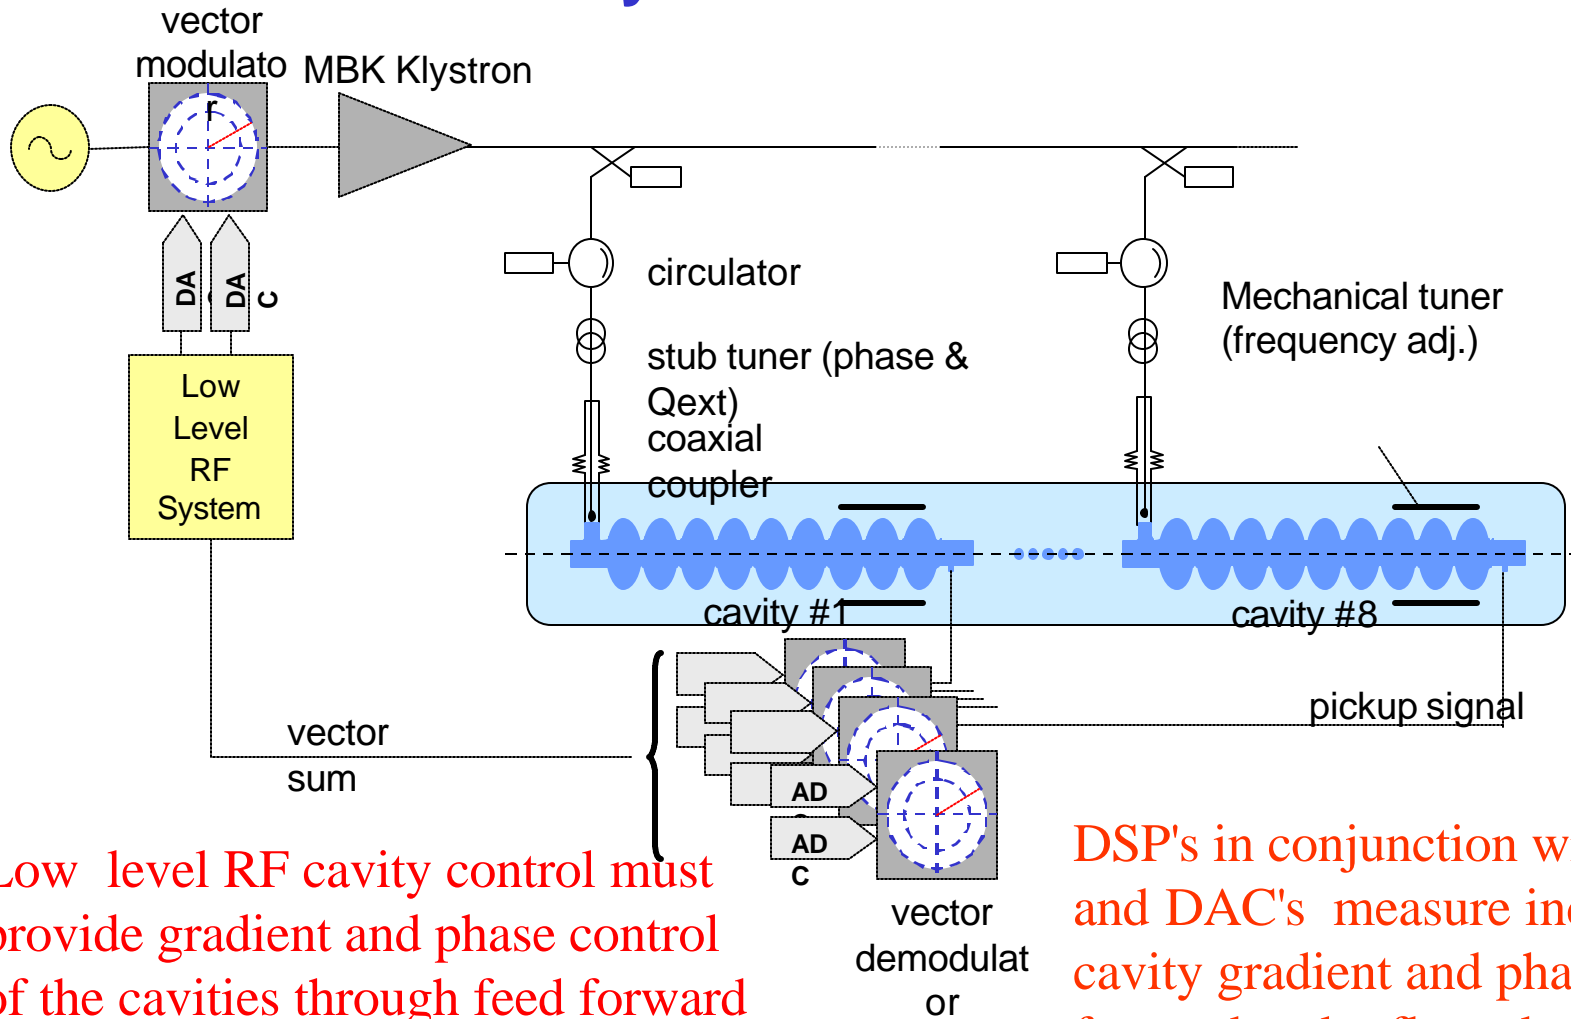 vector
modulato
r
MBK Klystron
DA
DA
C
circulator
Mechanical tuner
(frequency adj.)
stub tuner (phase &
Qext)
coaxial
coupler
Low
Level
RF
System
cavity #1
cavity #8
pickup signal
vector
sum
AD
AD
C
vector
demodulat
or
Low level RF cavity control must
provide gradient and phase control
of the cavities through feed forward
DSP's in conjunction w
and DAC's measure in
cavity gradient and pha